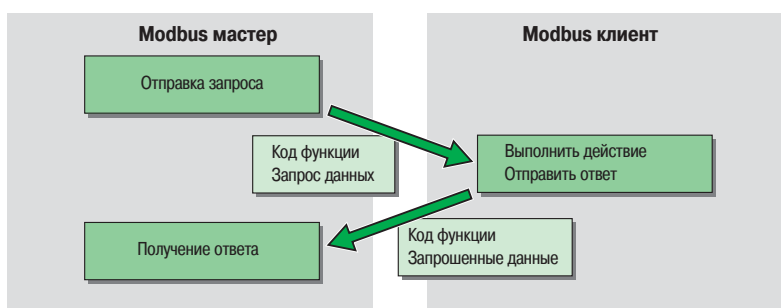 Modbus мастер
Modbus клиент
Отправка запроса
Код функции
Запрос данных
Выполнить действие
Отправить ответ
Получение ответа
Код функции
Запрошенные данные